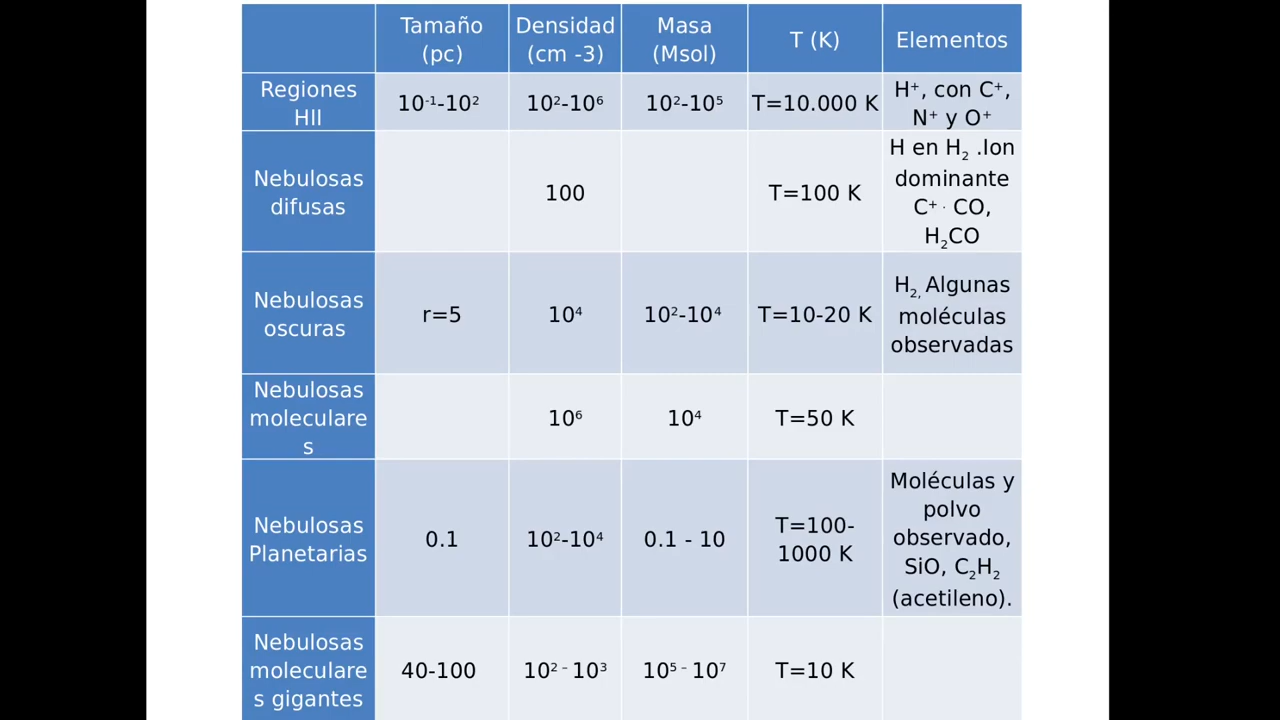 Tamaño (pc)
Densidad (cm -3)
Masa (Msol)
T (K)
Elementos
Regiones HII
10⁻¹-10²
10²-10⁶
10²-10⁵
T=10.000 K
H⁺, con C⁺,
N⁺ y O⁺
Nebulosas
difusas
100
T=100 K
H en H₂ .Ion
dominante
C⁺ · CO,
H₂CO
Nebulosas
oscuras
r=5
10⁴
10²-10⁴
T=10-20 K
H₂, Algunas
moléculas
observadas
Nebulosas
moleculare
s
10⁶
10⁴
T=50 K
Nebulosas
Planetarias
0.1
10²-10⁴
0.1 - 10
T=100-
1000 K
Moléculas y
polvo
observado,
SiO, C₂H₂
(acetileno).
Nebulosas
moleculare
s gigantes
40-100
10² ⁻ 10³
10⁵ ⁻ 10⁷
T=10 K